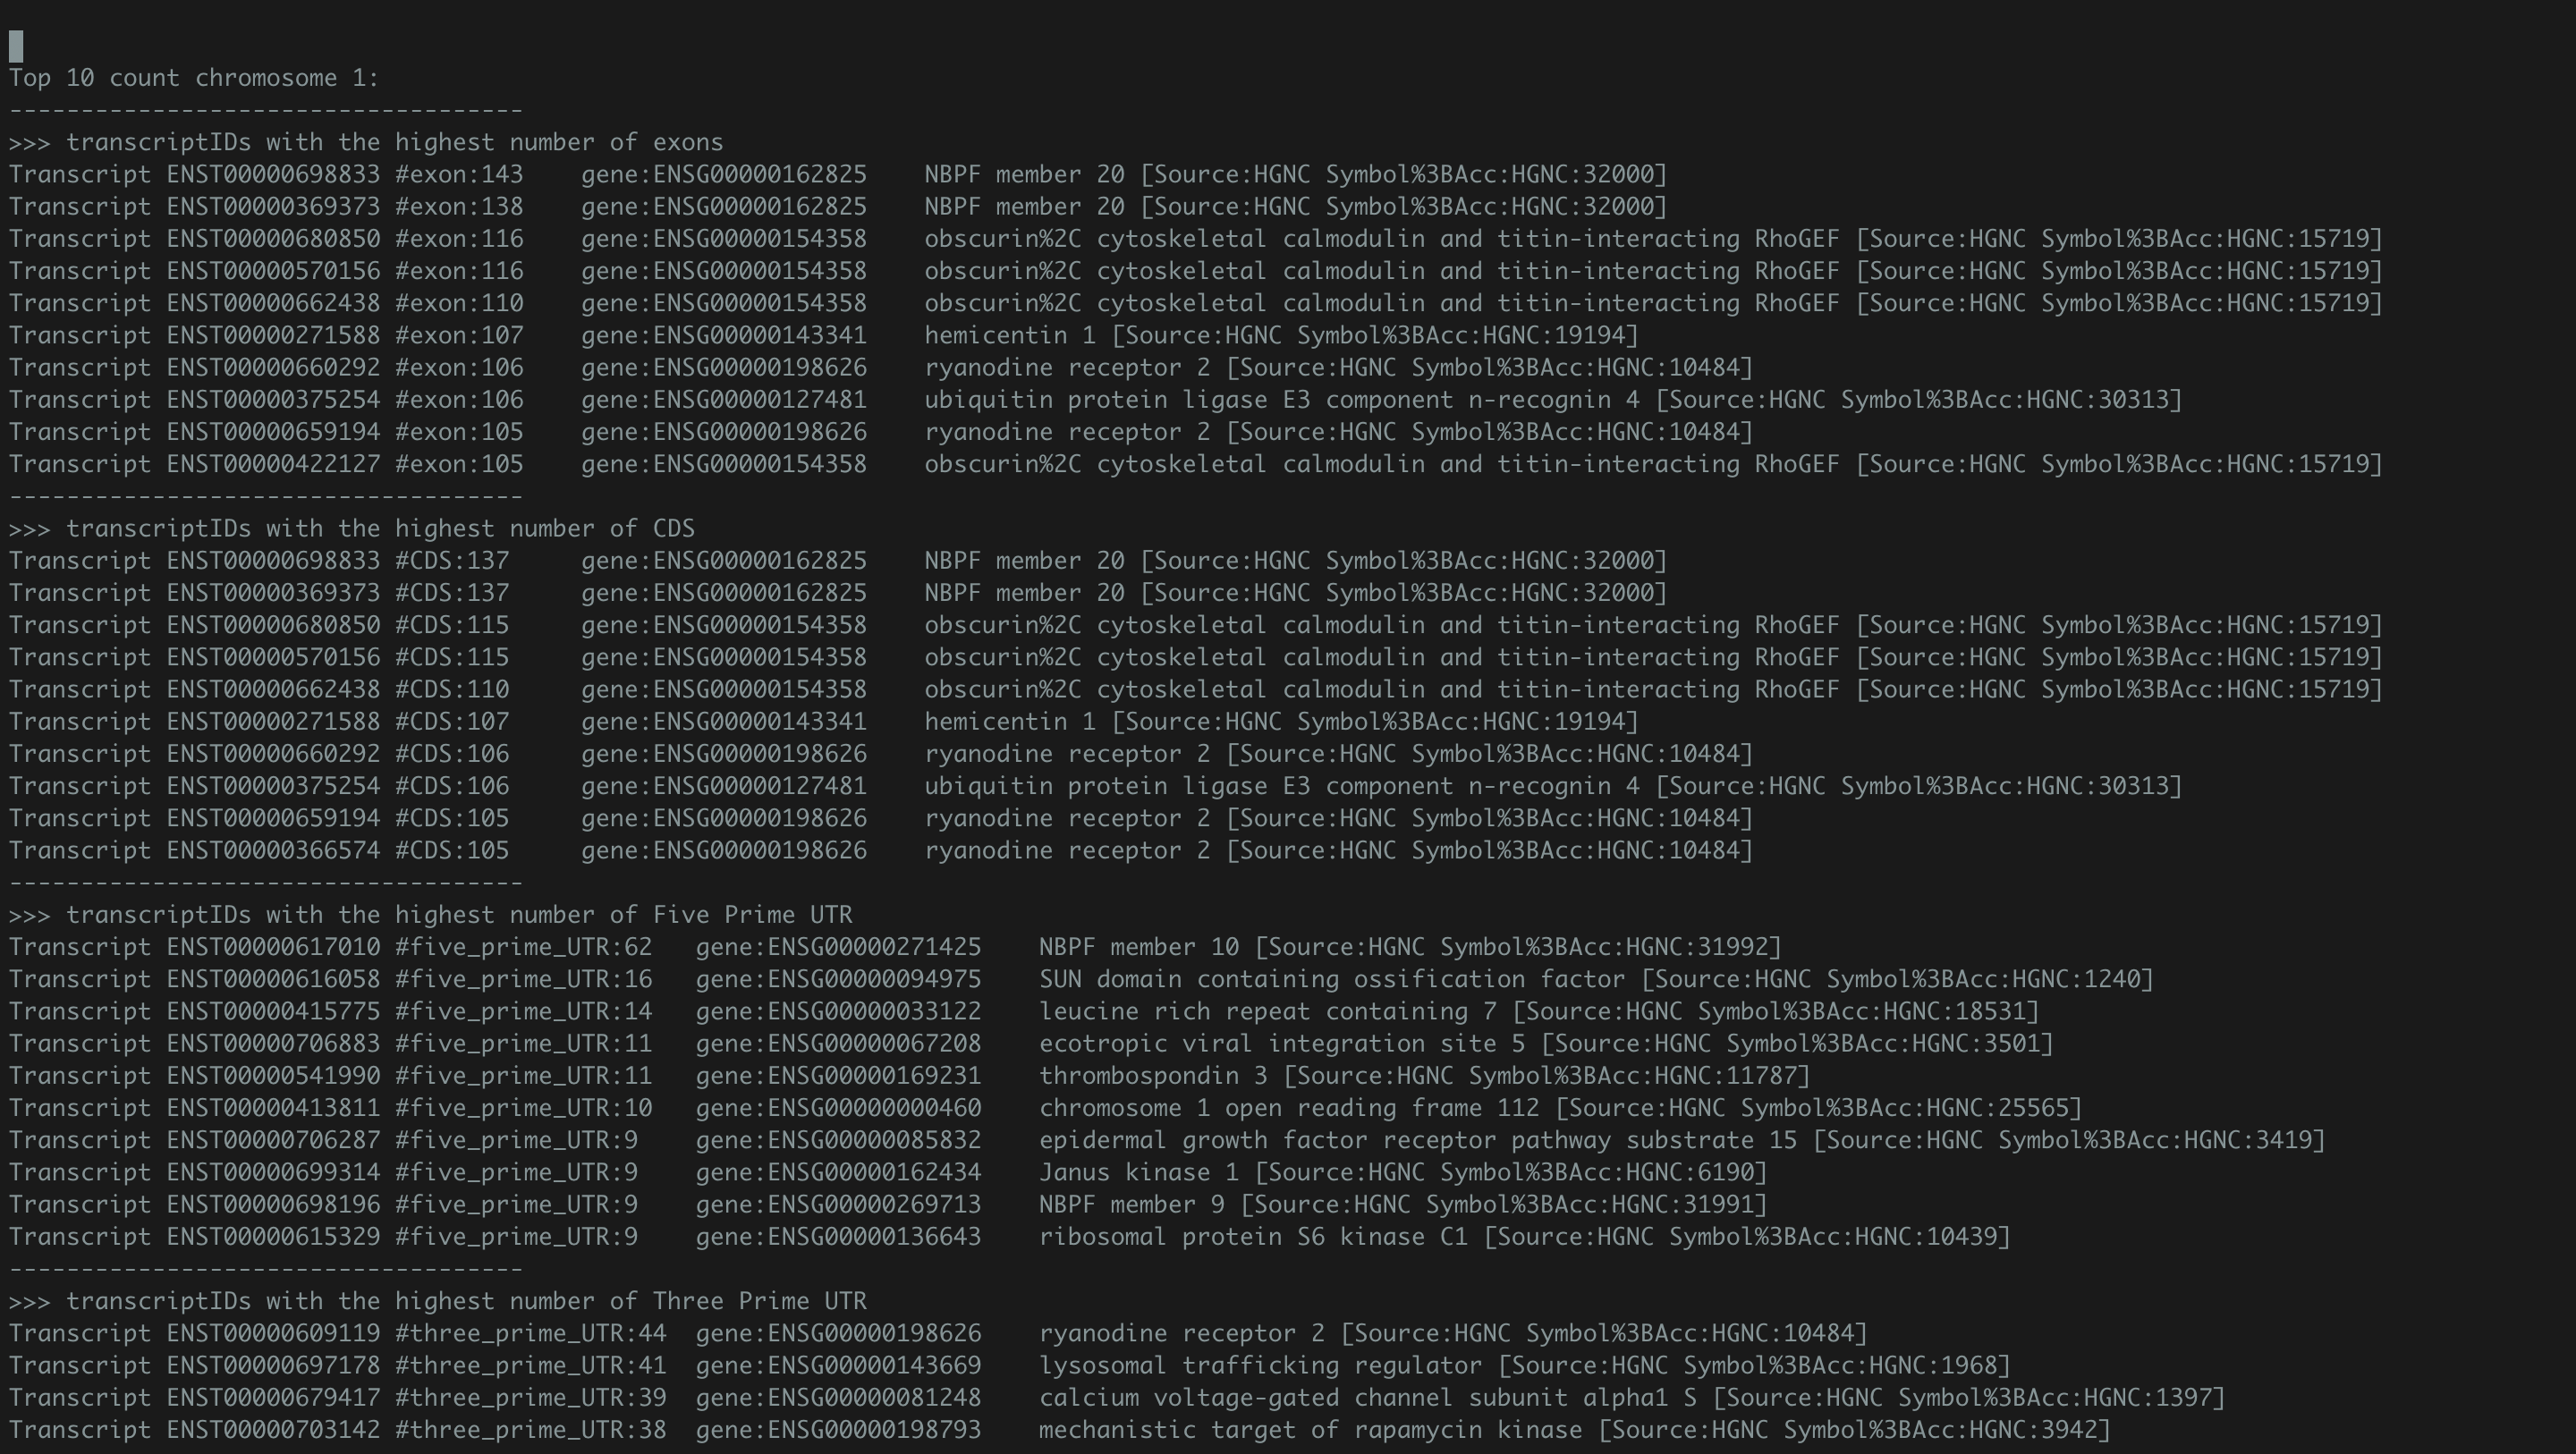 Top 10 count chromosome 1:
------------------------------------
>>> transcriptIDs with the highest number of exons
Transcript ENST00000698833 #exon:143    gene:ENSG00000162825    NBPF member 20 [Source:HGNC Symbol%3BAcc:HGNC:32000]
Transcript ENST00000369373 #exon:138    gene:ENSG00000162825    NBPF member 20 [Source:HGNC Symbol%3BAcc:HGNC:32000]
Transcript ENST00000680850 #exon:116    gene:ENSG00000154358    obscurin%2C cytoskeletal calmodulin and titin-interacting RhoGEF [Source:HGNC Symbol%3BAcc:HGNC:15719]
Transcript ENST00000570156 #exon:116    gene:ENSG00000154358    obscurin%2C cytoskeletal calmodulin and titin-interacting RhoGEF [Source:HGNC Symbol%3BAcc:HGNC:15719]
Transcript ENST00000662438 #exon:110    gene:ENSG00000154358    obscurin%2C cytoskeletal calmodulin and titin-interacting RhoGEF [Source:HGNC Symbol%3BAcc:HGNC:15719]
Transcript ENST00000271588 #exon:107    gene:ENSG00000143341    hemicentin 1 [Source:HGNC Symbol%3BAcc:HGNC:19194]
Transcript ENST00000660292 #exon:106    gene:ENSG00000198626    ryanodine receptor 2 [Source:HGNC Symbol%3BAcc:HGNC:10484]
Transcript ENST00000375254 #exon:106    gene:ENSG00000127481    ubiquitin protein ligase E3 component n-recognin 4 [Source:HGNC Symbol%3BAcc:HGNC:30313]
Transcript ENST00000659194 #exon:105    gene:ENSG00000198626    ryanodine receptor 2 [Source:HGNC Symbol%3BAcc:HGNC:10484]
Transcript ENST00000422127 #exon:105    gene:ENSG00000154358    obscurin%2C cytoskeletal calmodulin and titin-interacting RhoGEF [Source:HGNC Symbol%3BAcc:HGNC:15719]
------------------------------------
>>> transcriptIDs with the highest number of CDS
Transcript ENST00000698833 #CDS:137     gene:ENSG00000162825    NBPF member 20 [Source:HGNC Symbol%3BAcc:HGNC:32000]
Transcript ENST00000369373 #CDS:137     gene:ENSG00000162825    NBPF member 20 [Source:HGNC Symbol%3BAcc:HGNC:32000]
Transcript ENST00000680850 #CDS:115     gene:ENSG00000154358    obscurin%2C cytoskeletal calmodulin and titin-interacting RhoGEF [Source:HGNC Symbol%3BAcc:HGNC:15719]
Transcript ENST00000570156 #CDS:115     gene:ENSG00000154358    obscurin%2C cytoskeletal calmodulin and titin-interacting RhoGEF [Source:HGNC Symbol%3BAcc:HGNC:15719]
Transcript ENST00000662438 #CDS:110     gene:ENSG00000154358    obscurin%2C cytoskeletal calmodulin and titin-interacting RhoGEF [Source:HGNC Symbol%3BAcc:HGNC:15719]
Transcript ENST00000271588 #CDS:107     gene:ENSG00000143341    hemicentin 1 [Source:HGNC Symbol%3BAcc:HGNC:19194]
Transcript ENST00000660292 #CDS:106     gene:ENSG00000198626    ryanodine receptor 2 [Source:HGNC Symbol%3BAcc:HGNC:10484]
Transcript ENST00000375254 #CDS:106     gene:ENSG00000127481    ubiquitin protein ligase E3 component n-recognin 4 [Source:HGNC Symbol%3BAcc:HGNC:30313]
Transcript ENST00000659194 #CDS:105     gene:ENSG00000198626    ryanodine receptor 2 [Source:HGNC Symbol%3BAcc:HGNC:10484]
Transcript ENST00000366574 #CDS:105     gene:ENSG00000198626    ryanodine receptor 2 [Source:HGNC Symbol%3BAcc:HGNC:10484]
------------------------------------
>>> transcriptIDs with the highest number of Five Prime UTR
Transcript ENST00000617010 #five_prime_UTR:62   gene:ENSG00000271425    NBPF member 10 [Source:HGNC Symbol%3BAcc:HGNC:31992]
Transcript ENST00000616058 #five_prime_UTR:16   gene:ENSG00000094975    SUN domain containing ossification factor [Source:HGNC Symbol%3BAcc:HGNC:1240]
Transcript ENST00000415775 #five_prime_UTR:14   gene:ENSG00000033122    leucine rich repeat containing 7 [Source:HGNC Symbol%3BAcc:HGNC:18531]
Transcript ENST00000706883 #five_prime_UTR:11   gene:ENSG00000067208    ecotropic viral integration site 5 [Source:HGNC Symbol%3BAcc:HGNC:3501]
Transcript ENST00000541990 #five_prime_UTR:11   gene:ENSG00000169231    thrombospondin 3 [Source:HGNC Symbol%3BAcc:HGNC:11787]
Transcript ENST00000413811 #five_prime_UTR:10   gene:ENSG00000000460    chromosome 1 open reading frame 112 [Source:HGNC Symbol%3BAcc:HGNC:25565]
Transcript ENST00000706287 #five_prime_UTR:9    gene:ENSG00000085832    epidermal growth factor receptor pathway substrate 15 [Source:HGNC Symbol%3BAcc:HGNC:3419]
Transcript ENST00000699314 #five_prime_UTR:9    gene:ENSG00000162434    Janus kinase 1 [Source:HGNC Symbol%3BAcc:HGNC:6190]
Transcript ENST00000698196 #five_prime_UTR:9    gene:ENSG00000269713    NBPF member 9 [Source:HGNC Symbol%3BAcc:HGNC:31991]
Transcript ENST00000615329 #five_prime_UTR:9    gene:ENSG00000136643    ribosomal protein S6 kinase C1 [Source:HGNC Symbol%3BAcc:HGNC:10439]
------------------------------------
>>> transcriptIDs with the highest number of Three Prime UTR
Transcript ENST00000609119 #three_prime_UTR:44  gene:ENSG00000198626    ryanodine receptor 2 [Source:HGNC Symbol%3BAcc:HGNC:10484]
Transcript ENST00000697178 #three_prime_UTR:41  gene:ENSG00000143669    lysosomal trafficking regulator [Source:HGNC Symbol%3BAcc:HGNC:1968]
Transcript ENST00000679417 #three_prime_UTR:39  gene:ENSG00000081248    calcium voltage-gated channel subunit alpha1 S [Source:HGNC Symbol%3BAcc:HGNC:1397]
Transcript ENST00000703142 #three_prime_UTR:38  gene:ENSG00000198793    mechanistic target of rapamycin kinase [Source:HGNC Symbol%3BAcc:HGNC:3942]